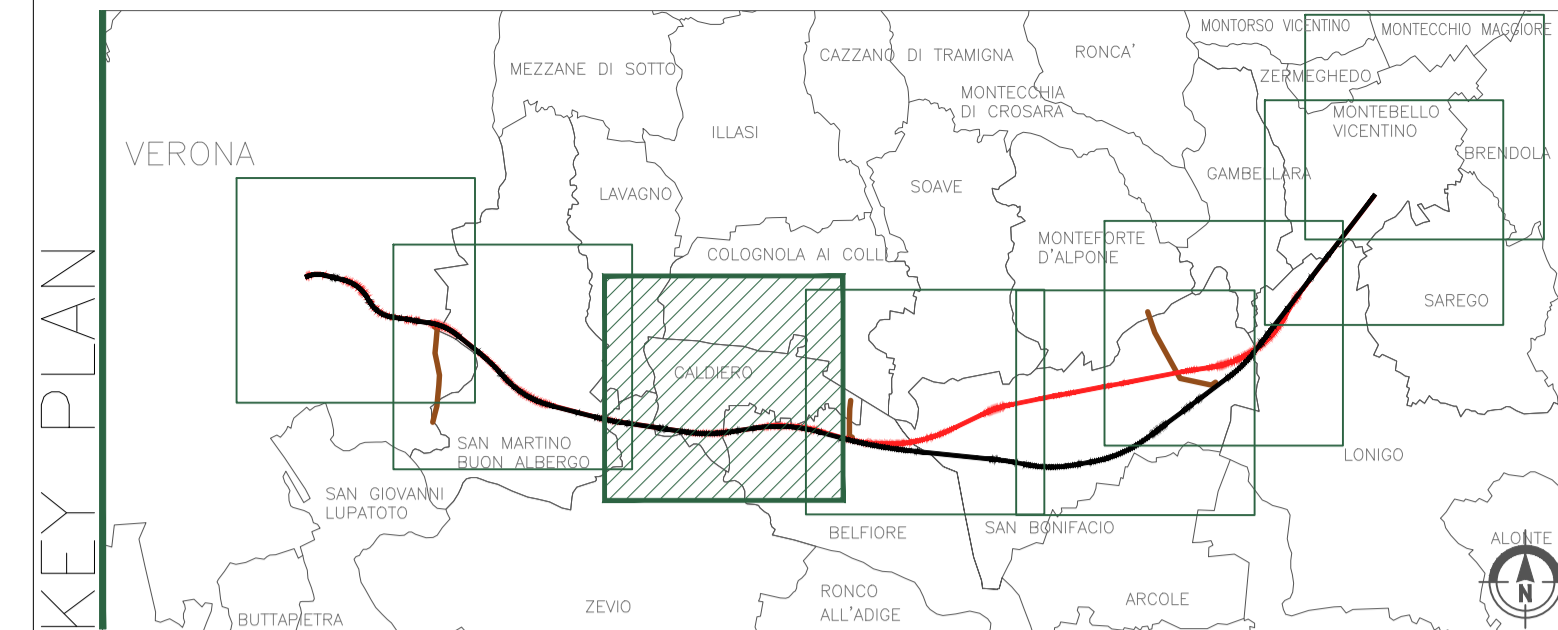 KEY PLAN
MONTORSO VICENTINO
MONTECCHIO MAGGIORE
MEZZANE DI SOTTO
CAZZANO DI TRAMIGNA
RONCA'
ZERMEGHEDO
MONTECCHIA
DI CROSARA
MONTEBELLO
VICENTINO
ILLASI
VERONA
BRENDOLA
GAMBELLARA
LAVAGNO
SOAVE
MONTEFORTE
D'ALPONE
COLOGNOLA AI COLLI
SAREGO
CALDIERO
SAN MARTINO
BUON ALBERGO
LONIGO
SAN GIOVANNI
LUPATOTO
BELFIORE
SAN BONIFACIO
ALONTE
N
RONCO
ALL'ADIGE
ARCOLE
ZEVIO
BUTTAPIETRA